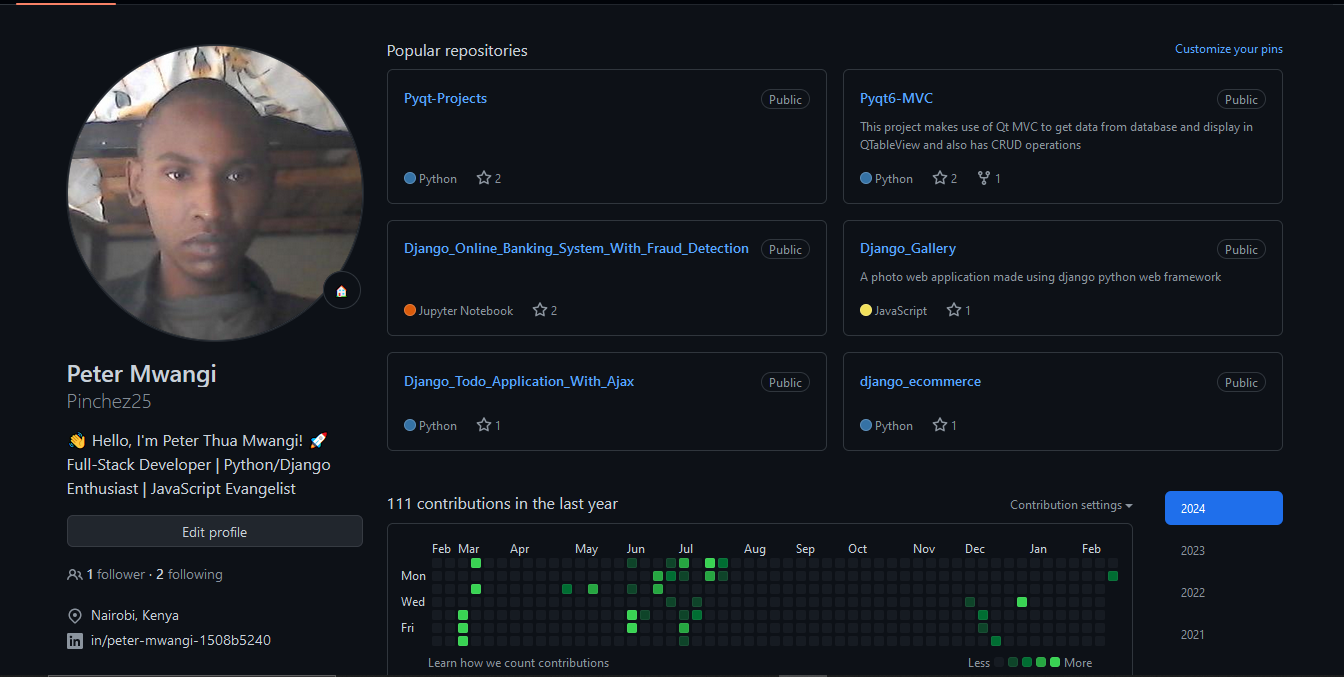 Popular repositories
Customize your pins
Pyqt-Projects
Public
Python
2
Pyqt6-MVC
Public
This project makes use of Qt MVC to get data from database and display in
QTableView and also has CRUD operations
Python
2
1
Django_Online_Banking_System_With_Fraud_Detection
Public
Jupyter Notebook
2
Django_Gallery
Public
A photo web application made using django python web framework
JavaScript
1
Django_Todo_Application_With_Ajax
Public
Python
1
django_ecommerce
Public
Python
1
Peter Mwangi
Pinchez25
👋 Hello, I'm Peter Thua Mwangi! 🚀
Full-Stack Developer | Python/Django
Enthusiast | JavaScript Evangelist
Edit profile
1 follower · 2 following
Nairobi, Kenya
in/peter-mwangi-1508b5240
111 contributions in the last year
Contribution settings
Feb Mar Apr May Jun Jul Aug Sep Oct Nov Dec Jan Feb
Mon
Wed
Fri
Learn how we count contributions
Less More
2024
2023
2022
2021